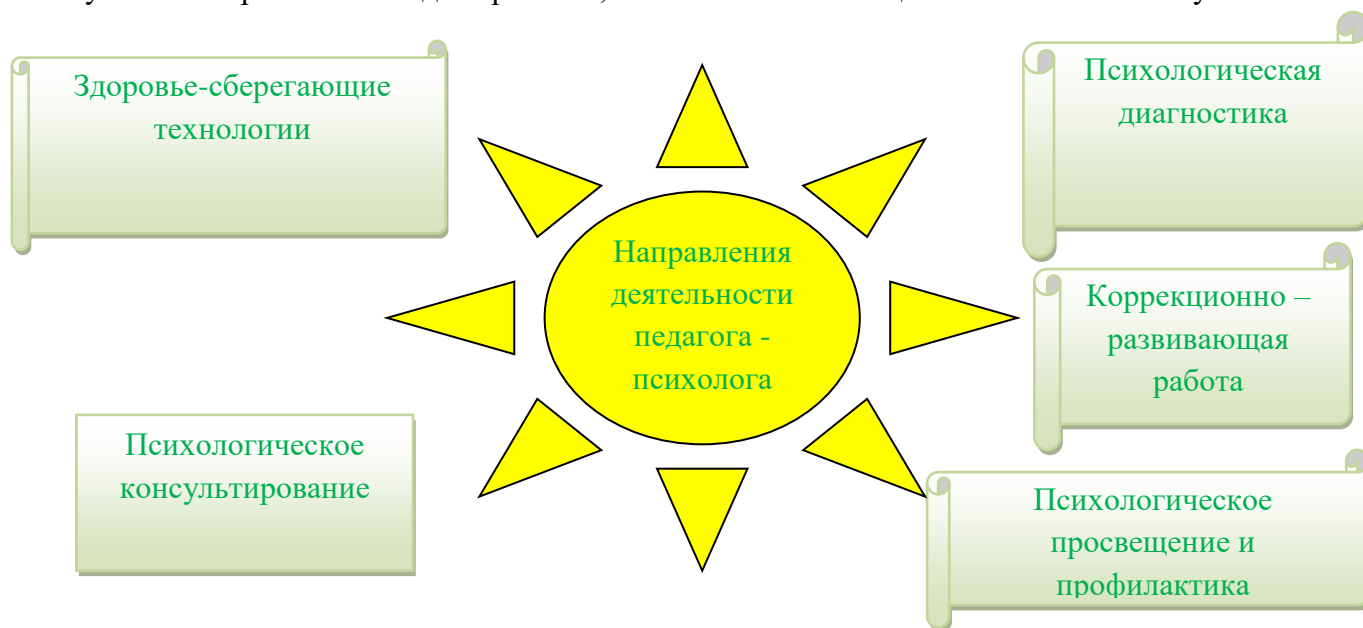 Здоровье-сберегающие
технологии
Психологическая
диагностика
Направления
деятельности
педагога -
психолога
Коррекционно –
развивающая
работа
Психологическое
консультирование
Психологическое
просвещение и
профилактика